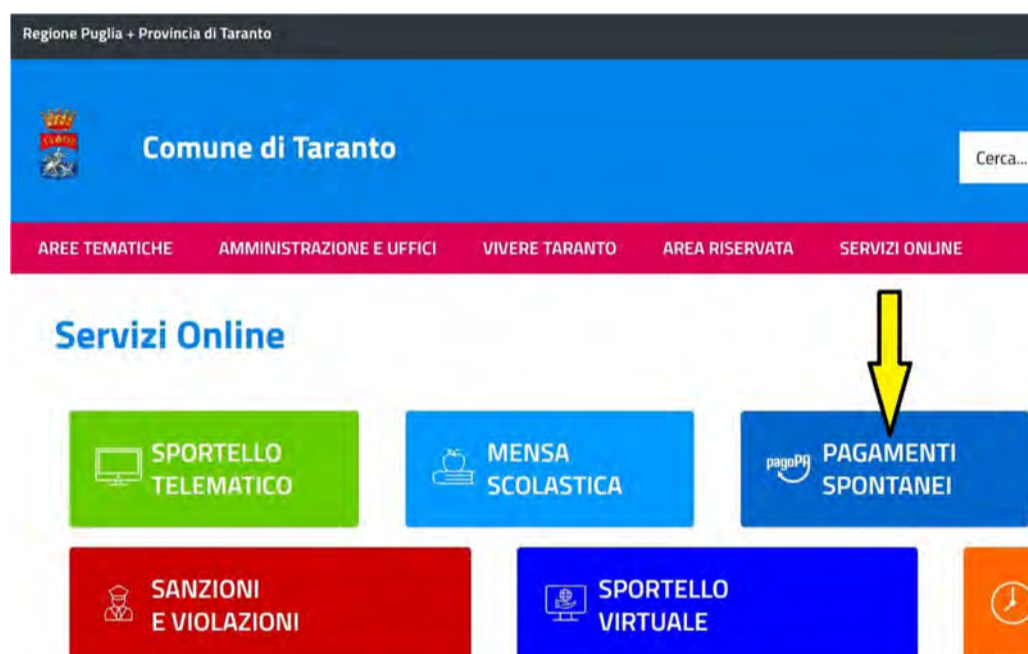 Regione Puglia + Provincia di Taranto
Comune di Taranto
Cerca...
AREE TEMATICHE AMMINISTRAZIONE E UFFICI VIVERE TARANTO AREA RISERVATA SERVIZI ONLINE
Servizi Online
SPORTELLO
TELEMATICO
MENSA
SCOLASTICA
pagoPA
PAGAMENTI
SPONTANEI
SANZIONI
E VIOLAZIONI
SPORTELLO
VIRTUALE